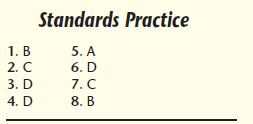 Standards Practice
1. B 5. A
2. C 6. D
3. D 7. C
4. D 8. B